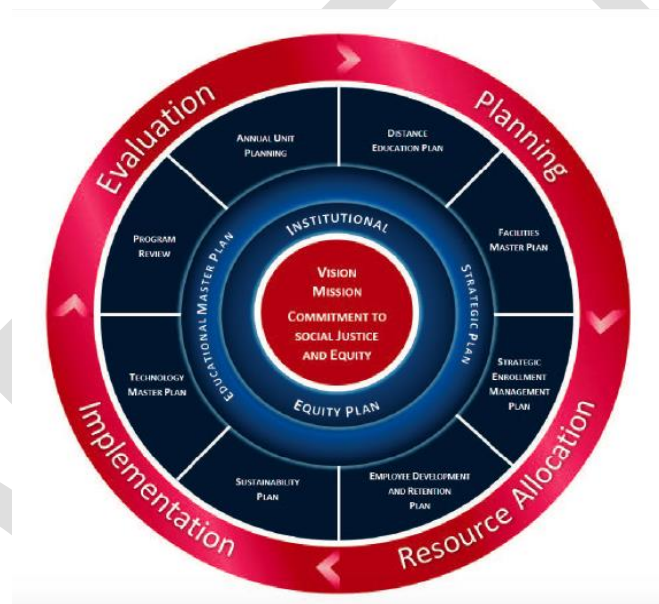 Evaluation
Planning
Resource Allocation
Implementation
ANNUAL UNIT
PLANNING
DISTANCE
EDUCATION PLAN
FACILITIES
MASTER PLAN
STRATEGIC
ENROLLMENT
MANAGEMENT
PLAN
EMPLOYEE DEVELOPMENT
AND RETENTION
PLAN
SUSTAINABILITY
PLAN
TECHNOLOGY
MASTER PLAN
PROGRAM
REVIEW
EDUCATIONAL MASTER PLAN
STRATEGIC PLAN
INSTITUTIONAL
EQUITY PLAN
VISION
MISSION
COMMITMENT TO
SOCIAL JUSTICE
AND EQUITY